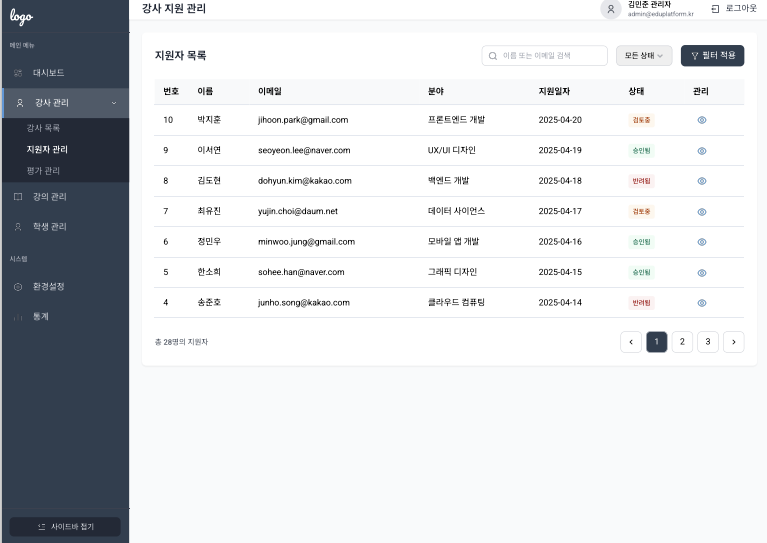 logo
메인 메뉴
대시보드
강사 관리
강사 목록
지원자 관리
평가 관리
강의 관리
학생 관리
시스템
환경설정
통계
사이드바 접기
강사 지원 관리
김민준 관리자
admin@eduplatform.kr
로그아웃
지원자 목록
이름 또는 이메일 검색
모든 상태
필터 적용
번호 이름 이메일 분야 지원일자 상태 관리
10 박지훈 jihoon.park@gmail.com 프론트엔드 개발 2025-04-20 검토중
9 이서연 seoyeon.lee@naver.com UX/UI 디자인 2025-04-19 승인됨
8 김도현 dohyun.kim@kakao.com 백엔드 개발 2025-04-18 반려됨
7 최유진 yujin.choi@daum.net 데이터 사이언스 2025-04-17 검토중
6 정민우 minwoo.jung@gmail.com 모바일 앱 개발 2025-04-16 승인됨
5 한소희 sohee.han@naver.com 그래픽 디자인 2025-04-15 승인됨
4 송준호 junho.song@kakao.com 클라우드 컴퓨팅 2025-04-14 반려됨
총 28명의 지원자
1 2 3